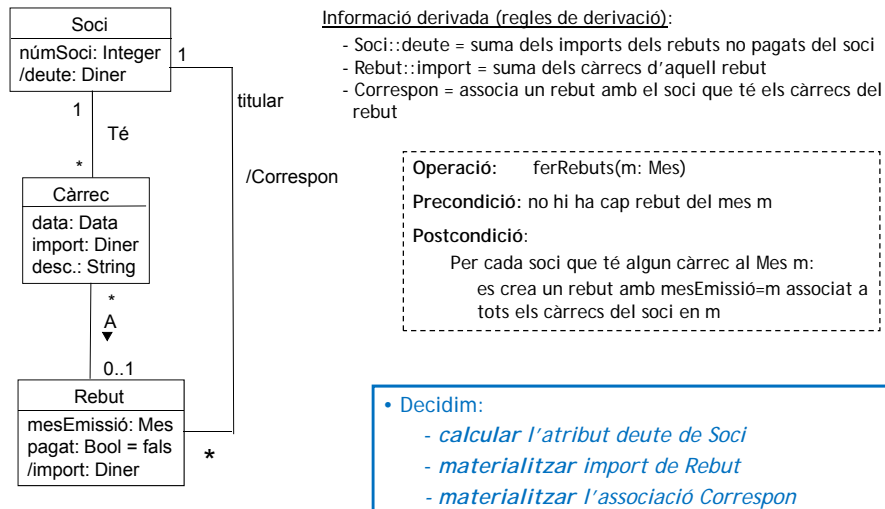 Soci
númSoci: Integer
/deute: Diner
1
1
Té
*
titular
/Correspon
Càrrec
data: Data
import: Diner
desc.: String
*
A
0..1
Rebut
mesEmissió: Mes
pagat: Bool = fals
/import: Diner
*
Informació derivada (regles de derivació):
- Soci::deute = suma dels imports dels rebuts no pagats del soci
- Rebut::import = suma dels càrrecs d'aquell rebut
- Correspon = associa un rebut amb el soci que té els càrrecs del
rebut
Operació: ferRebuts(m: Mes)
Precondició: no hi ha cap rebut del mes m
Postcondició:
Per cada soci que té algun càrrec al Mes m:
es crea un rebut amb mesEmissió=m associat a
tots els càrrecs del soci en m
• Decidim:
- calcular l'atribut deute de Soci
- materialitzar import de Rebut
- materialitzar l'associació Correspon